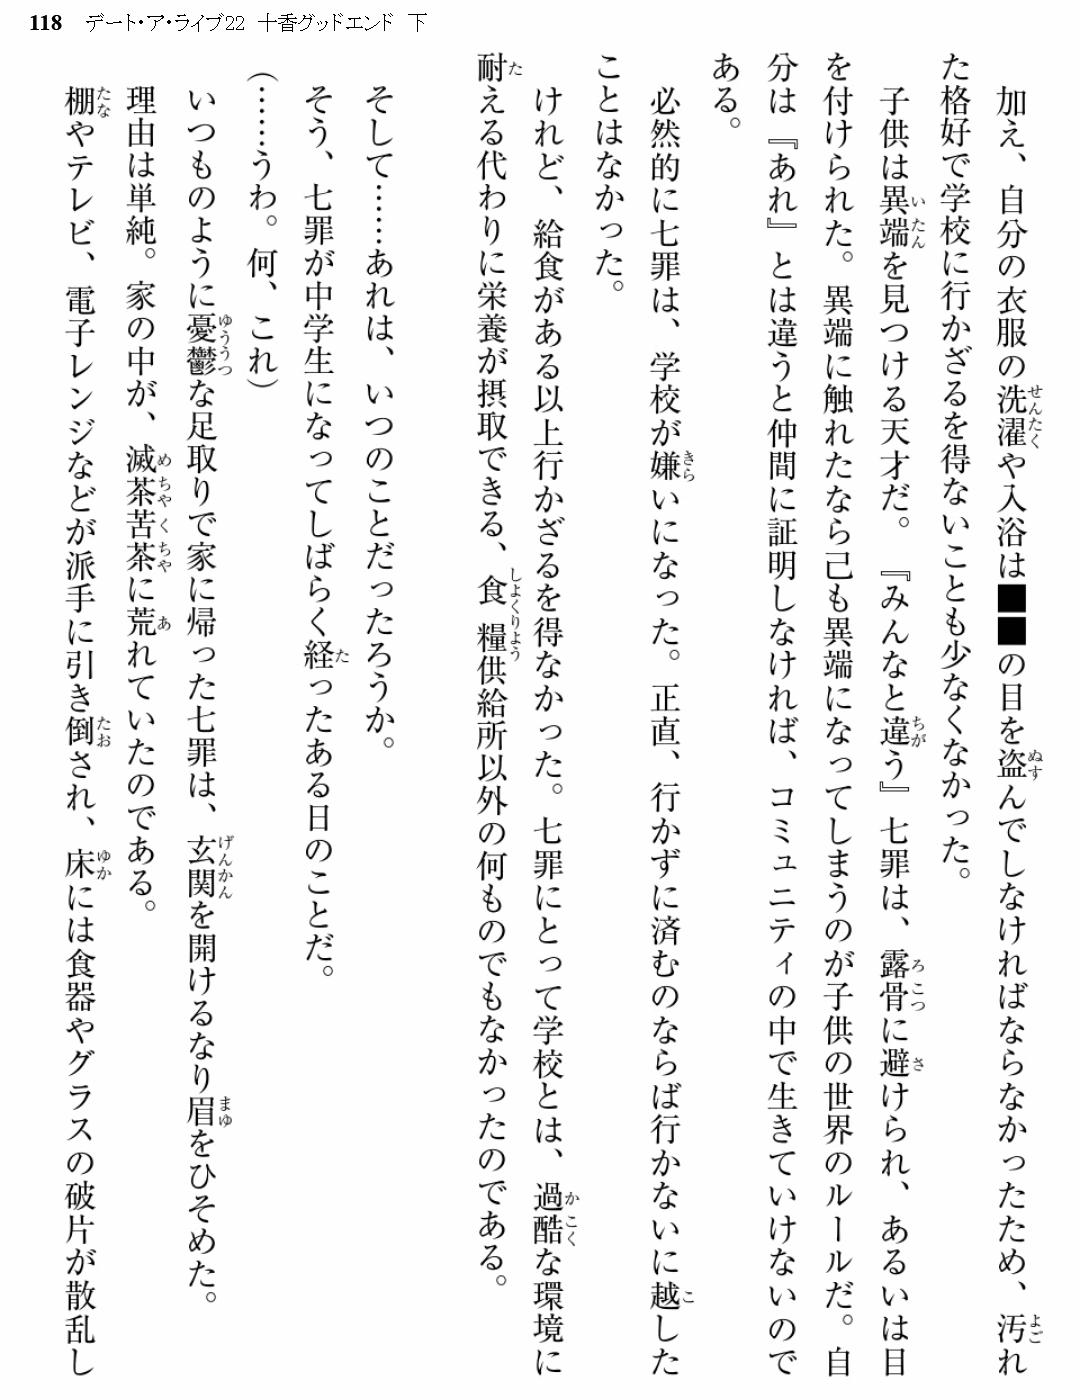 118 デート・ア・ライブ22 十香グッドエンド 下
加え、自分の衣服の洗濯や入浴は■■の目を盗んでしなければならなかったため、汚れ
た格好で学校に行かざるを得ないことも少なくなかった。
子供は異端を見つける天才だ。『みんなと違う』七罪は、露骨に避けられ、あるいは目
を付けられた。異端に触れたなら己も異端になってしまうのが子供の世界のルールだ。自
分は『あれ』とは違うと仲間に証明しなければ、コミュニティの中で生きていけないので
ある。
必然的に七罪は、学校が嫌いになった。正直、行かずに済むのならば行かないに越した
ことはなかった。
けれど、給食がある以上行かざるを得なかった。七罪にとって学校とは、過酷な環境に
耐える代わりに栄養が摂取できる、食糧供給所以外の何ものでもなかったのである。
そして……あれは、いつのことだったろうか。
そう、七罪が中学生になってしばらく経ったある日のことだ。
(……うわ。何、これ)
いつものように憂鬱な足取りで家に帰った七罪は、玄関を開けるなり眉をひそめた。
理由は単純。家の中が、滅茶苦茶に荒れていたのである。
棚やテレビ、電子レンジなどが派手に引き倒され、床には食器やグラスの破片が散乱し